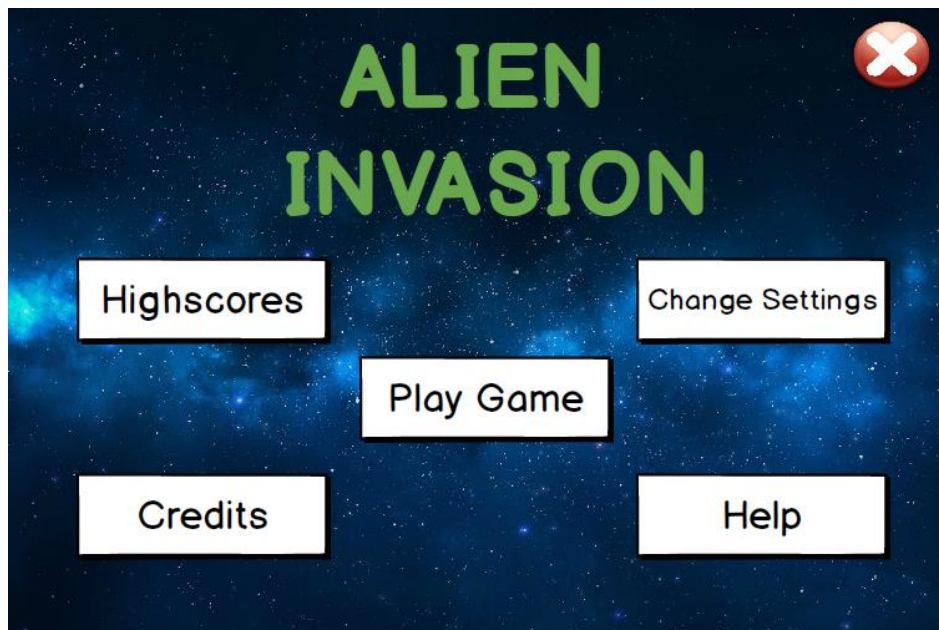 ALIEN
INVASION
Highscores
Change Settings
Play Game
Credits
Help